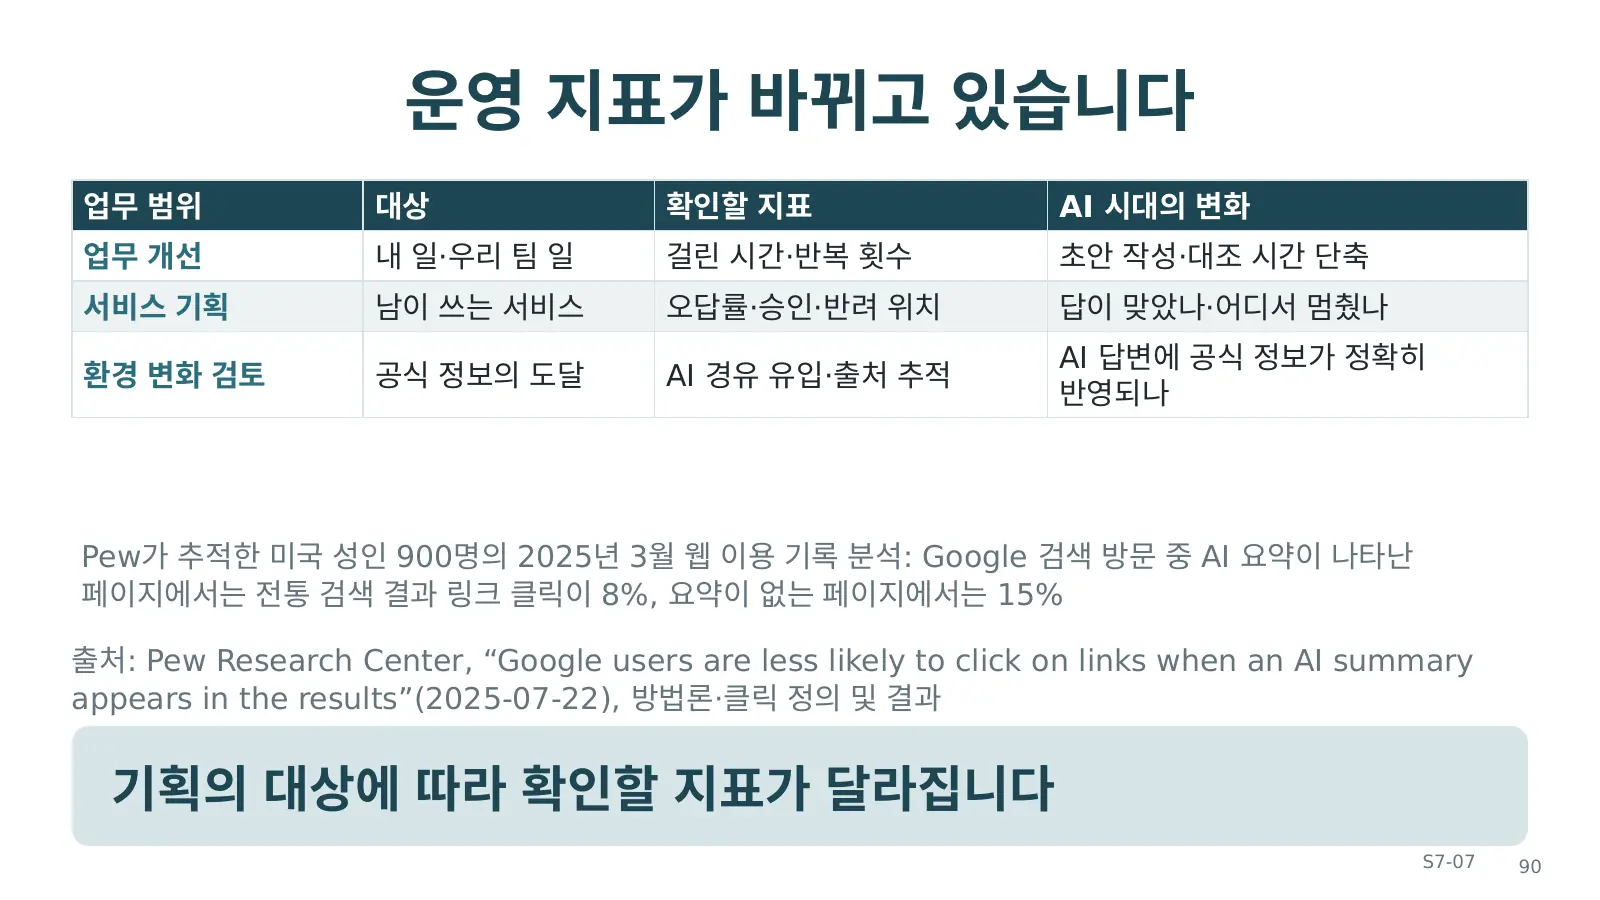 운영 지표가 바뀌고 있습니다
업무 범위 대상 확인할 지표 AI 시대의 변화
업무 개선 내 일·우리 팀 일 걸린 시간·반복 횟수 초안 작성·대조 시간 단축
서비스 기획 남이 쓰는 서비스 오답률·승인·반려 위치 답이 맞았나·어디서 멈췄나
환경 변화 검토 공식 정보의 도달 AI 경유 유입·출처 추적 AI 답변에 공식 정보가 정확히
반영되나
Pew가 추적한 미국 성인 900명의 2025년 3월 웹 이용 기록 분석: Google 검색 방문 중 AI 요약이 나타난
페이지에서는 전통 검색 결과 링크 클릭이 8%, 요약이 없는 페이지에서는 15%
출처: Pew Research Center, “Google users are less likely to click on links when an AI summary
appears in the results”(2025-07-22), 방법론·클릭 정의 및 결과
기획의 대상에 따라 확인할 지표가 달라집니다
S7-07 90